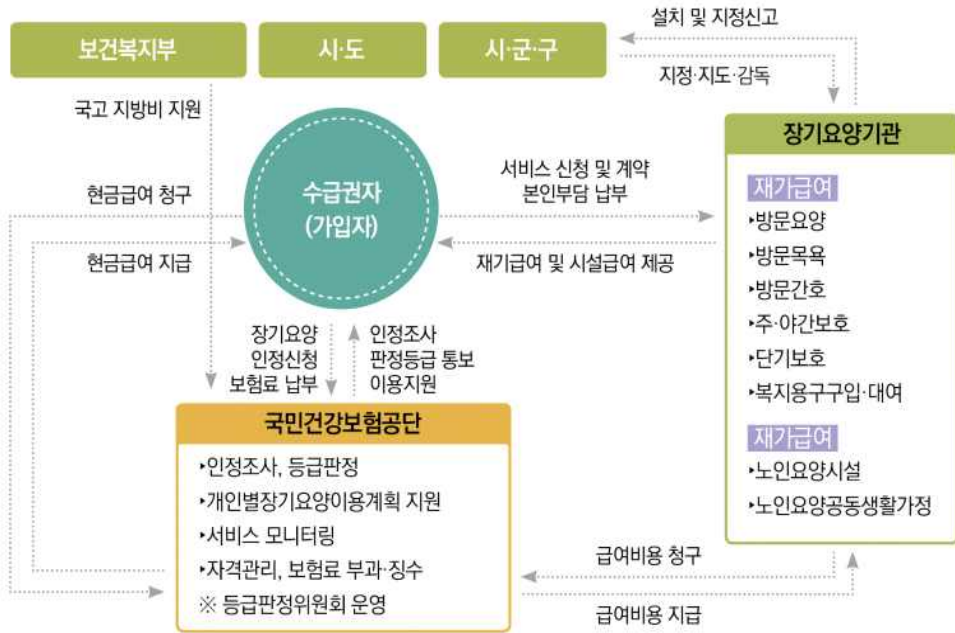 설치 및 지정신고
보건복지부
시·도
시·군·구
지정·지도·감독
국고 지방비 지원
장기요양기관
수급권자
(가입자)
서비스 신청 및 계약
본인부담 납부
현금급여 청구
현금급여 지급
재기급여 및 시설급여 제공
재가급여
▸방문요양
▸방문목욕
▸방문간호
▸주·야간보호
▸단기보호
▸복지용구구입·대여
재가급여
▸노인요양시설
▸노인요양공동생활가정
장기요양
인정신청
보험료 납부
인정조사
판정등급 통보
이용지원
국민건강보험공단
▸인정조사, 등급판정
▸개인별장기요양이용계획 지원
▸서비스 모니터링
▸자격관리, 보험료 부과·징수
※ 등급판정위원회 운영
급여비용 청구
급여비용 지급